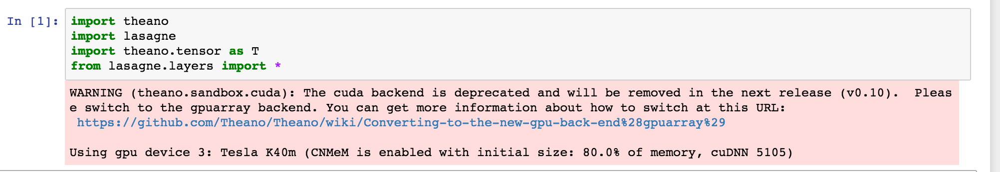 In [1]:
import theano
import lasagne
import theano.tensor as T
from lasagne.layers import *
WARNING (theano.sandbox.cuda): The cuda backend is deprecated and will be removed in the next release (v0.10).  Pleas
e switch to the gpuarray backend. You can get more information about how to switch at this URL:
 https://github.com/Theano/Theano/wiki/Converting-to-the-new-gpu-back-end%28gpuarray%29
Using gpu device 3: Tesla K40m (CNMeM is enabled with initial size: 80.0% of memory, cuDNN 5105)